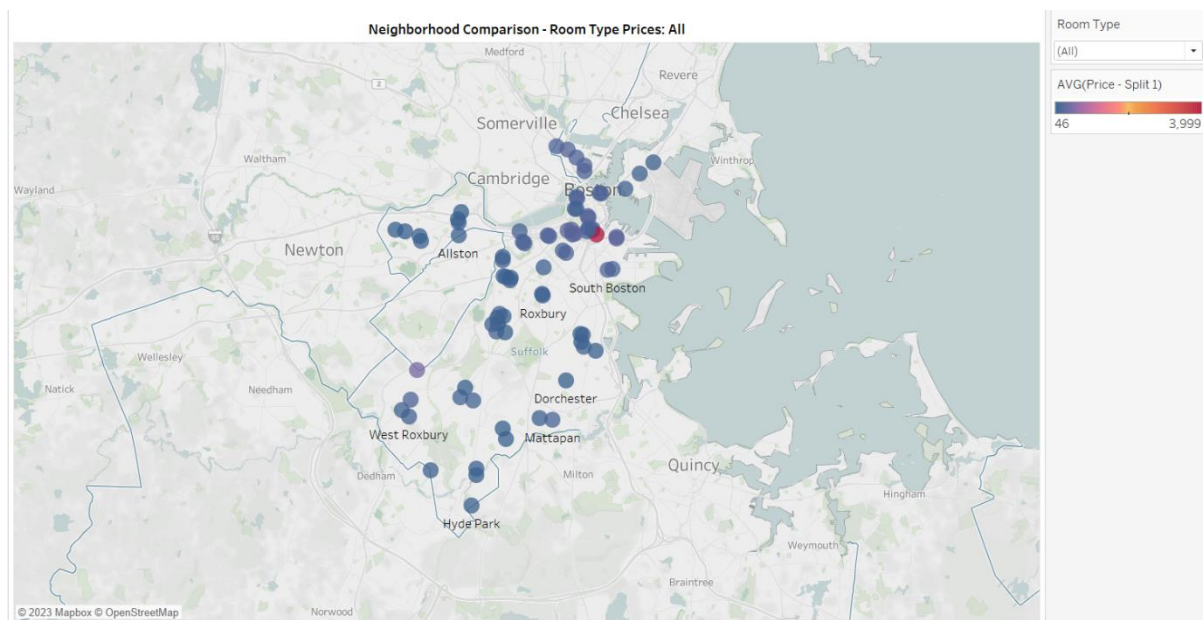 Neighborhood Comparison - Room Type Prices: All
Medford
Revere
Chelsea
Somerville
Waltham
Winthrop
Wayland
Cambridge
Boston
Newton
Allston
South Boston
Roxbury
Suffolk
Wellesley
Natick
Needham
Dorchester
West Roxbury
Mattapan
Quincy
Dedham
Milton
Hingham
Hyde Park
Weymouth
Braintree
Norwood
© 2023 Mapbox © OpenStreetMap
Room Type
(All)
AVG(Price - Split 1)
46 3,999